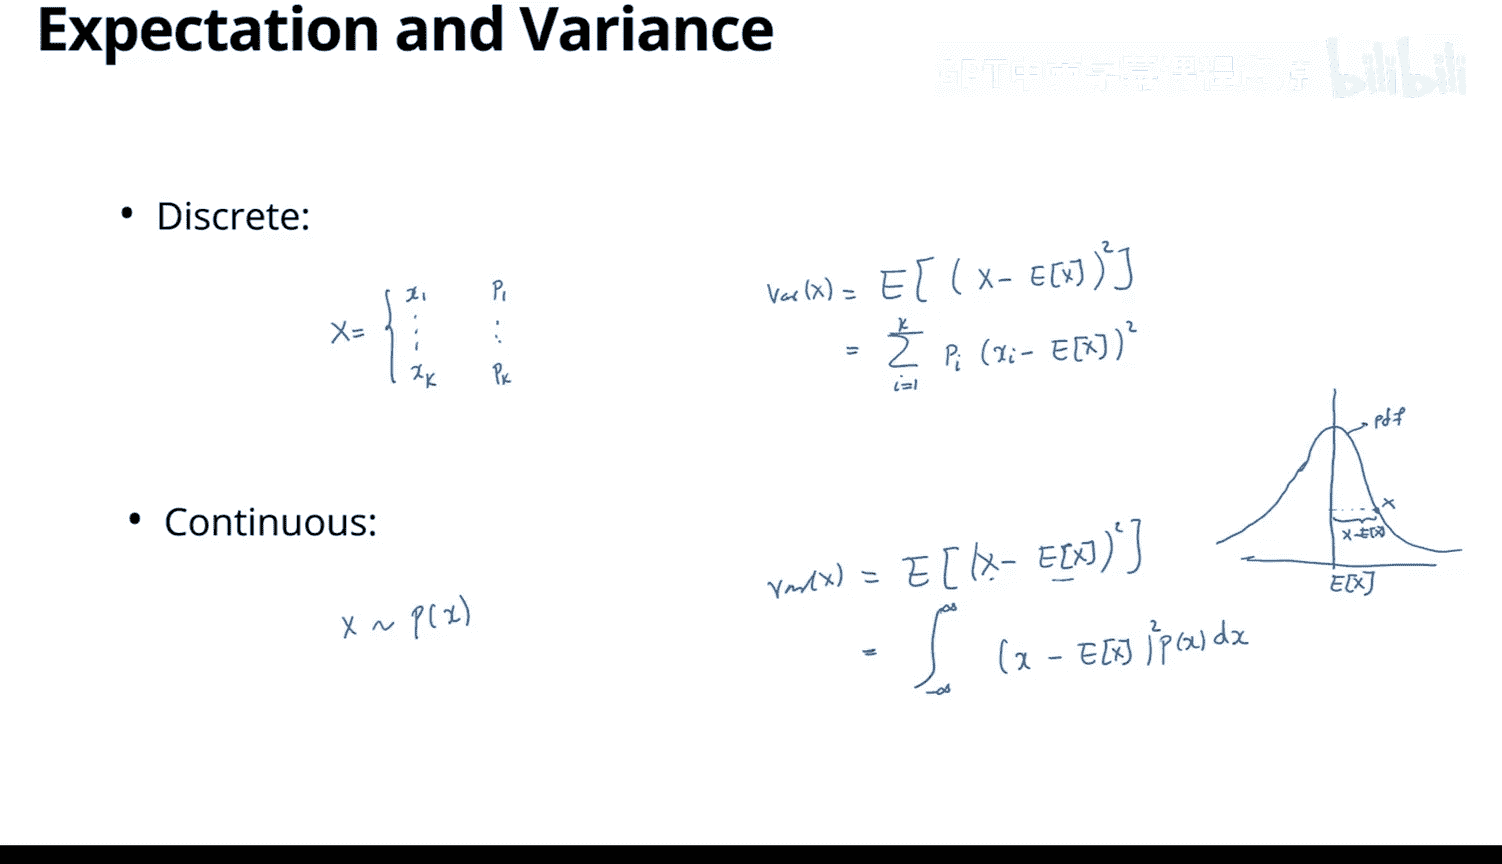 Expectation and Variance
bilibili
• Discrete:
X = { x₁ P₁
⋮ ⋮
x_K P_K
Var(X) = E[(X - E[X])²]
= ∑_{i=1}^{K} P_i (x_i - E[X])²
pdf
x
X-E[X]
E[X]
• Continuous:
X ~ P(x)
var(X) = E[(X - E[X])²]
= ∫_{-∞}^{∞} (x - E[X])² P(x) dx